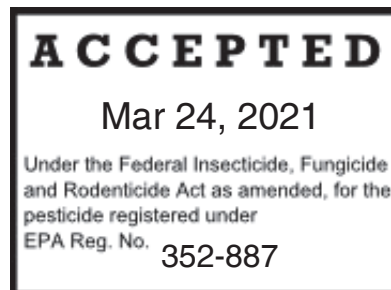 ACCEPTED
Mar 24, 2021
Under the Federal Insecticide, Fungicide
and Rodenticide Act as amended, for the
pesticide registered under
EPA Reg. No. 352-887